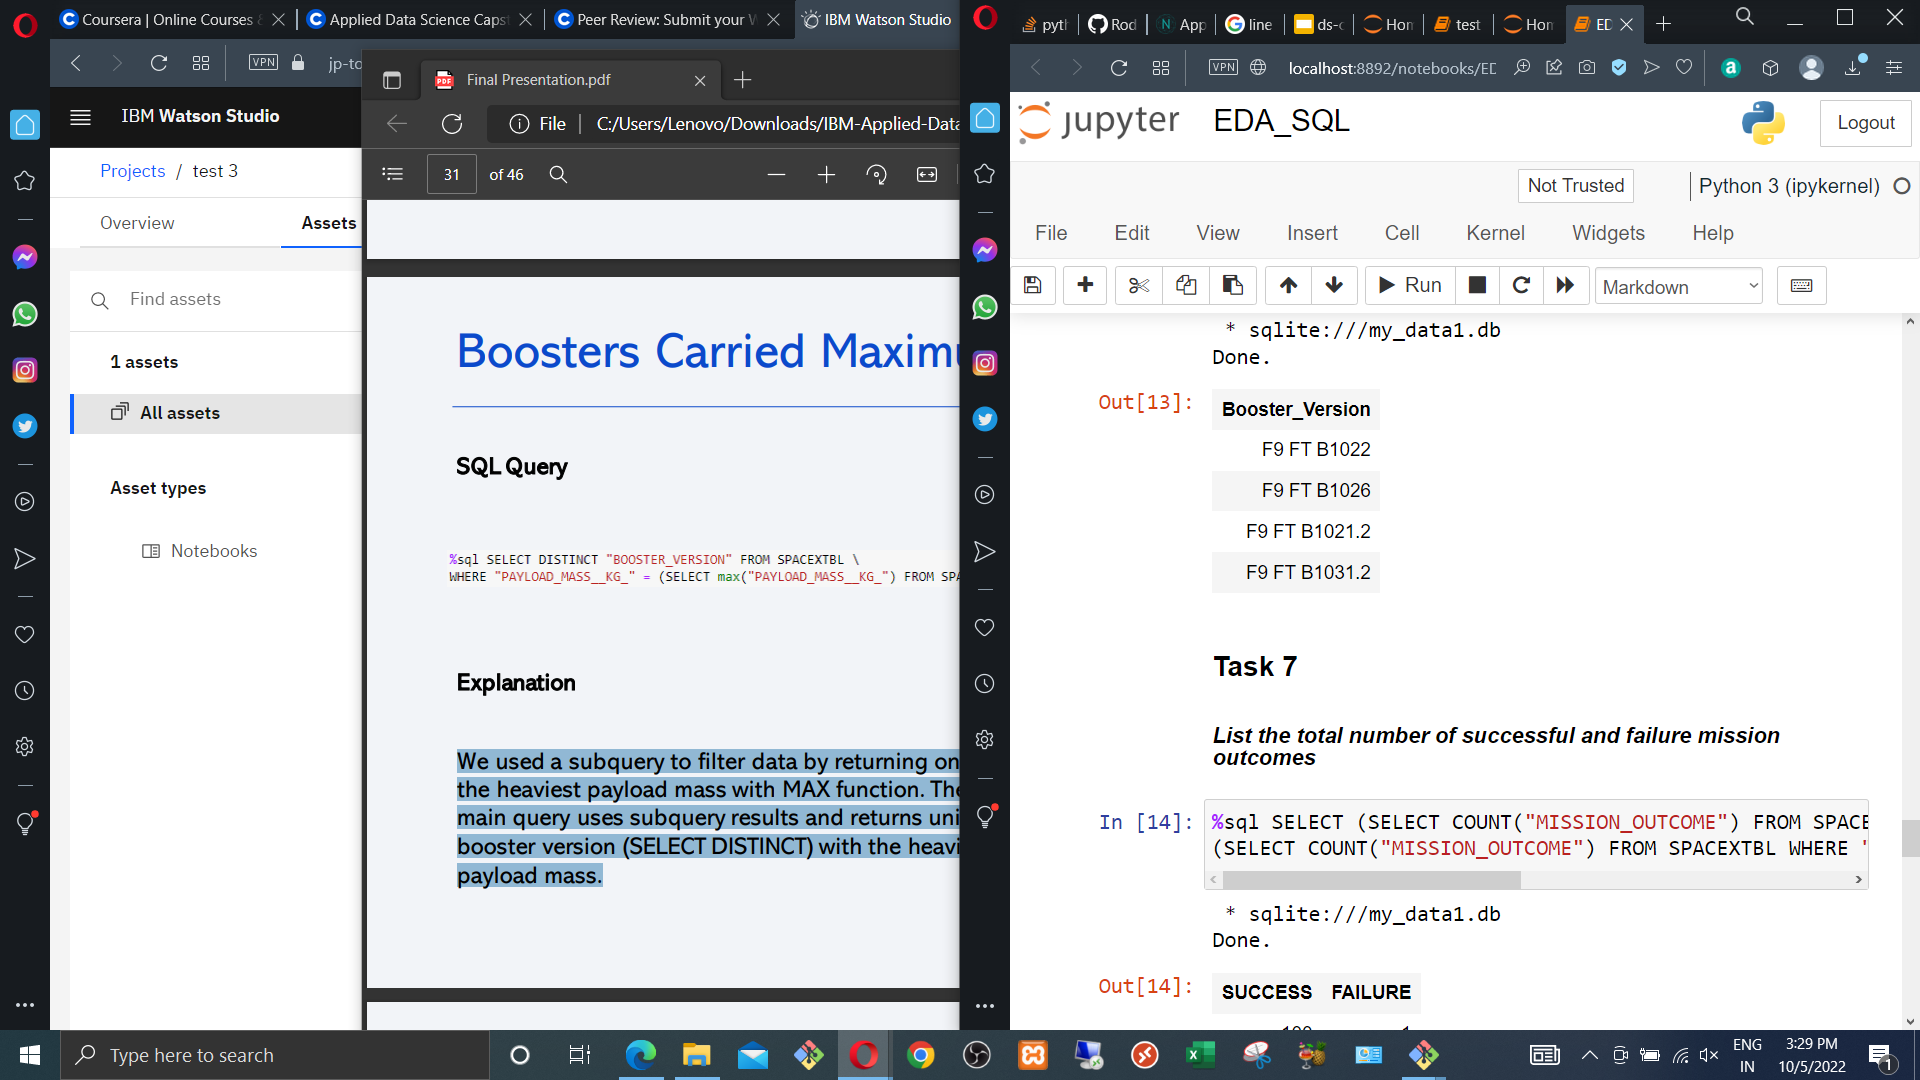 Coursera | Online Courses &
Applied Data Science Caps
Peer Review: Submit your W
IBM Watson Studio
VPN
jp-to
IBM Watson Studio
Projects / test 3
Overview
Assets
Find assets
1 assets
All assets
Asset types
Notebooks
Final Presentation.pdf
File
C:/Users/Lenovo/Downloads/IBM-Applied-Data
31 of 46
Boosters Carried Maximu
SQL Query
%sql SELECT DISTINCT "BOOSTER_VERSION" FROM SPACEXTBL \
WHERE "PAYLOAD_MASS__KG_" = (SELECT max("PAYLOAD_MASS__KG_") FROM SPA
Explanation
We used a subquery to filter data by returning on
the heaviest payload mass with MAX function. The
main query uses subquery results and returns uni
booster version (SELECT DISTINCT) with the heavi
payload mass.
pyth
Rod
App
line
ds-c
Hom
test
Hom
ED
VPN
localhost:8892/notebooks/ED
jupyter
EDA_SQL
Logout
Not Trusted
Python 3 (ipykernel)
File
Edit
View
Insert
Cell
Kernel
Widgets
Help
Run
Markdown
* sqlite:///my_data1.db
Done.
Out[13]:
Booster_Version
F9 FT B1022
F9 FT B1026
F9 FT B1021.2
F9 FT B1031.2
Task 7
List the total number of successful and failure mission
outcomes
In [14]:
%sql SELECT (SELECT COUNT("MISSION_OUTCOME") FROM SPACE
(SELECT COUNT("MISSION_OUTCOME") FROM SPACEXTBL WHERE "
* sqlite:///my_data1.db
Done.
Out[14]:
SUCCESS FAILURE
Type here to search
ENG
IN
3:29 PM
10/5/2022
1